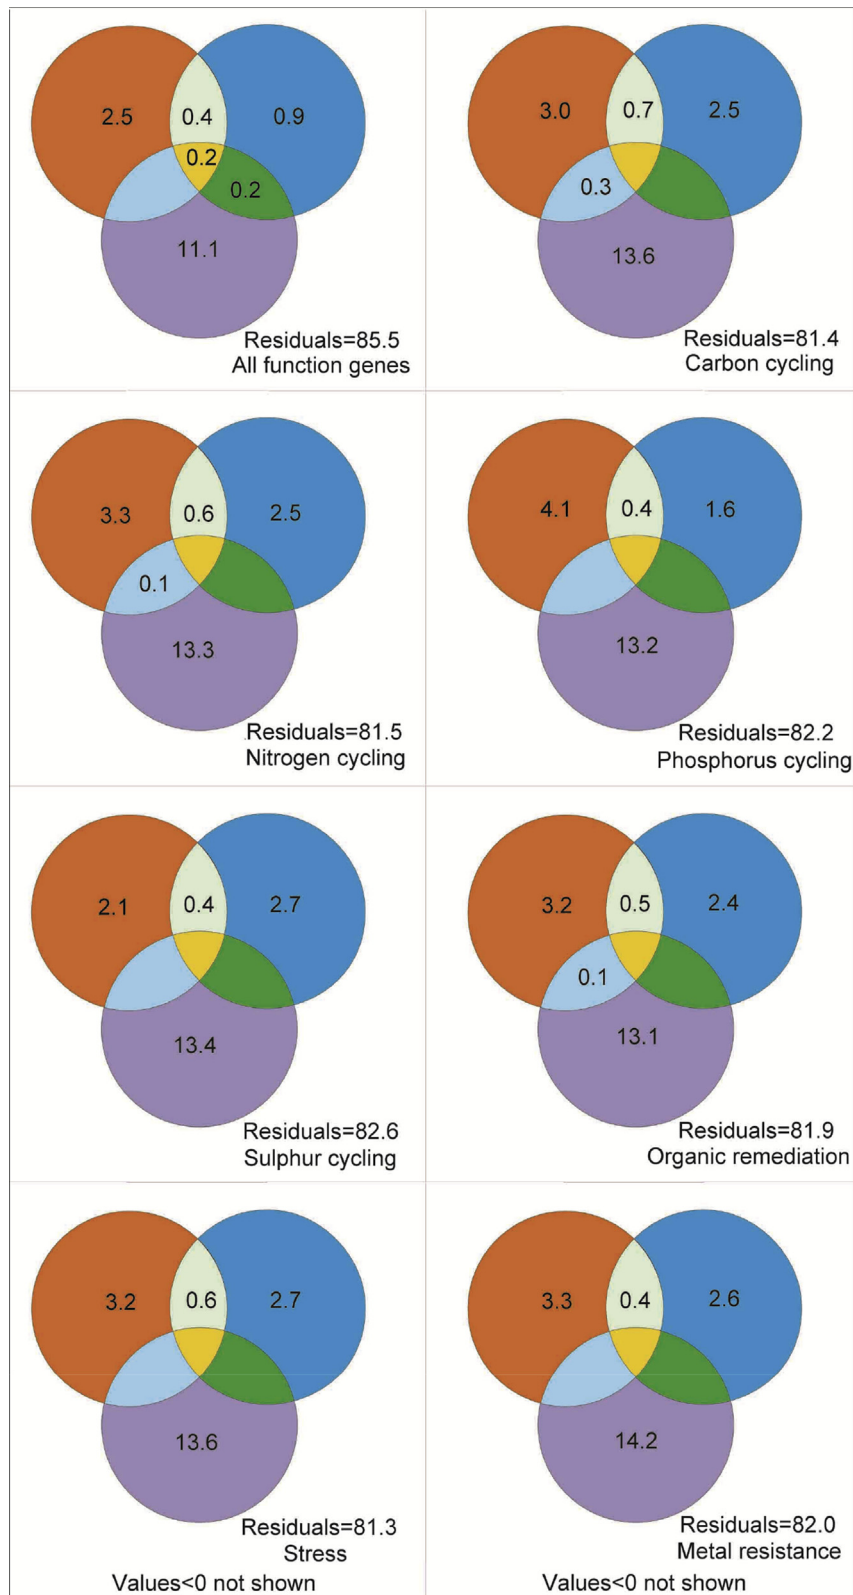 2.5
0.4
0.9
0.2
0.2
11.1
Residuals=85.5
All function genes
3.0
0.7
2.5
0.3
13.6
Residuals=81.4
Carbon cycling
3.3
0.6
2.5
0.1
13.3
Residuals=81.5
Nitrogen cycling
4.1
0.4
1.6
13.2
Residuals=82.2
Phosphorus cycling
2.1
0.4
2.7
13.4
Residuals=82.6
Sulphur cycling
3.2
0.5
2.4
0.1
13.1
Residuals=81.9
Organic remediation
3.2
0.6
2.7
13.6
Residuals=81.3
Stress
Values<0 not shown
3.3
0.4
2.6
14.2
Residuals=82.0
Metal resistance
Values<0 not shown